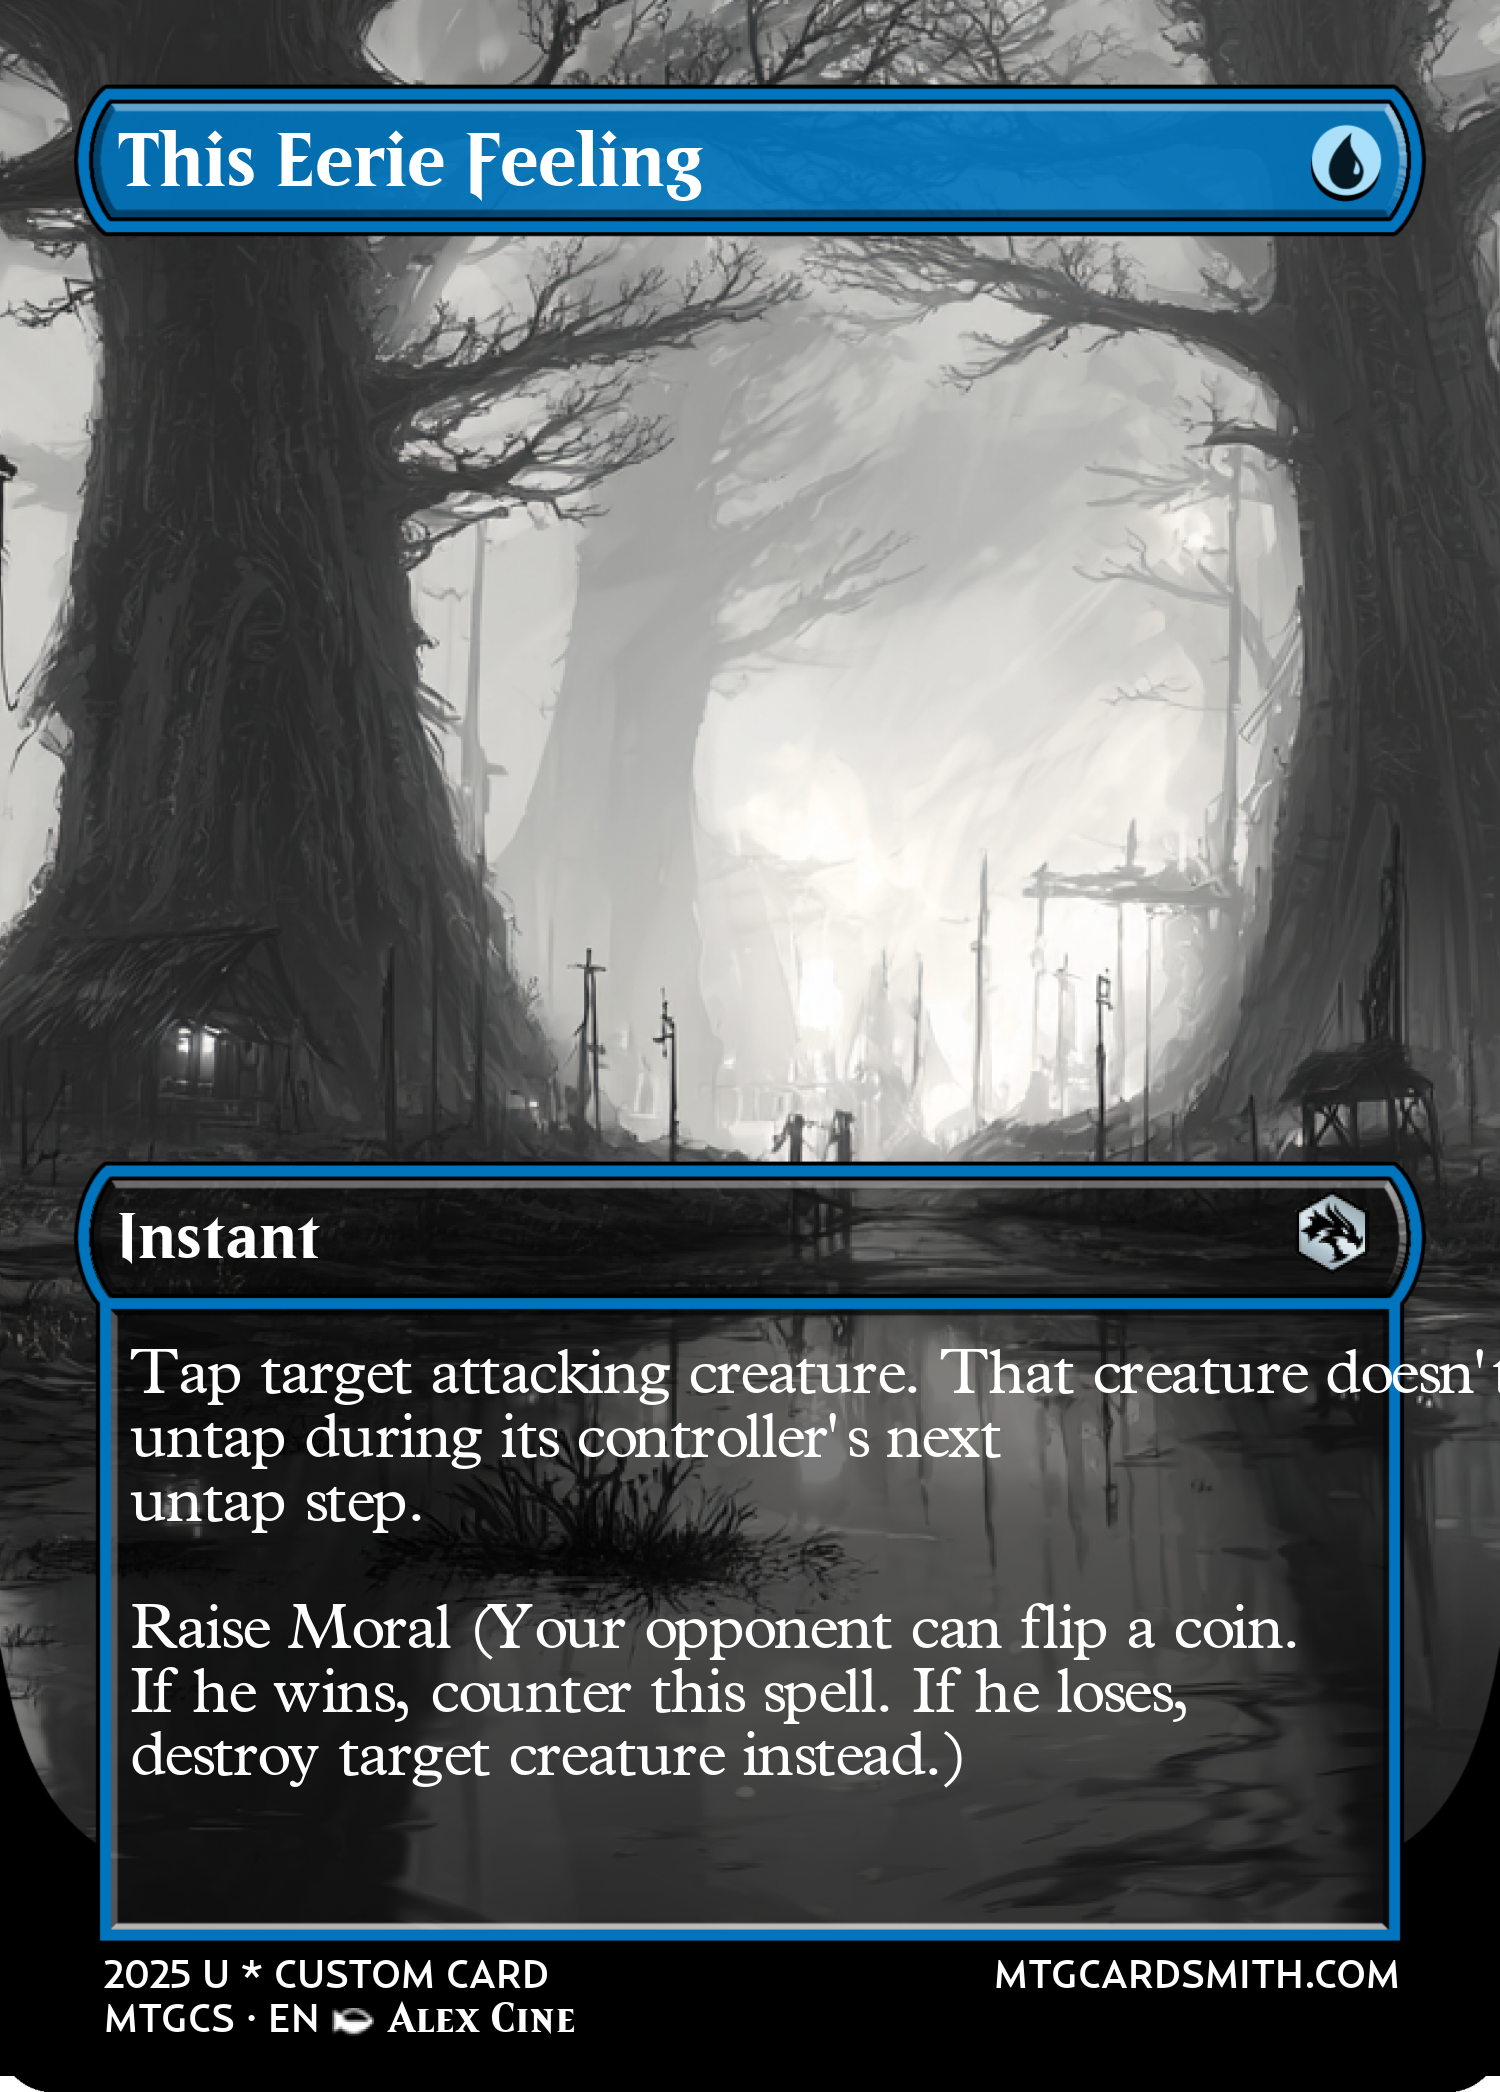 This Eerie Feeling
Instant
Tap target attacking creature. That creature doesn't
untap during its controller's next
untap step.
Raise Moral (Your opponent can flip a coin.
If he wins, counter this spell. If he loses,
destroy target creature instead.)
2025 U * CUSTOM CARD
MTGCARDSMITH.COM
MTGCS · EN ALEX CINE